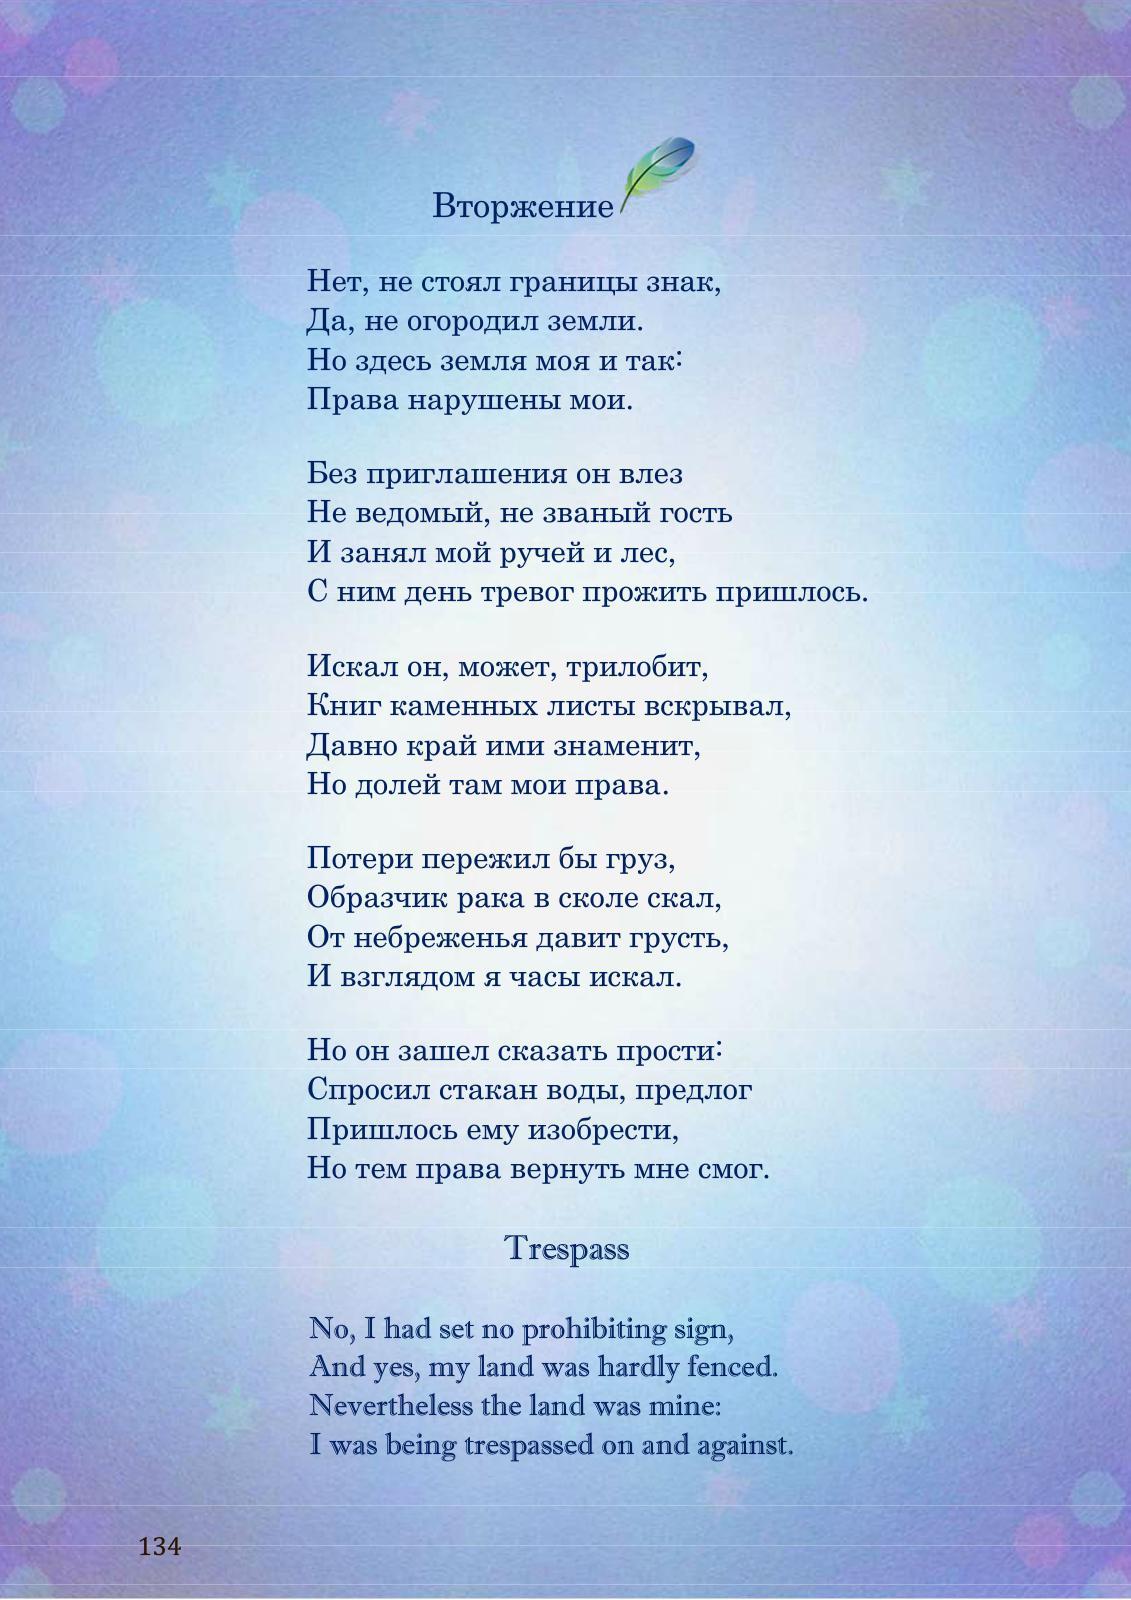 Вторжение
Нет, не стоял границы знак,
Да, не огородил земли.
Но здесь земля моя и так:
Права нарушены мои.
Без приглашения он влез
Не ведомый, не званый гость
И занял мой ручей и лес,
С ним день тревог прожить пришлось.
Искал он, может, трилобит,
Книг каменных листы вскрывал,
Давно край ими знаменит,
Но долей там мои права.
Потери пережил бы груз,
Образчик рака в сколе скал,
От небреженья давит грусть,
И взглядом я часы искал.
Но он зашел сказать прости:
Спросил стакан воды, предлог
Пришлось ему изобрести,
Но тем права вернуть мне смог.
Trespass
No, I had set no prohibiting sign,
And yes, my land was hardly fenced.
Nevertheless the land was mine:
I was being trespassed on and against.
134